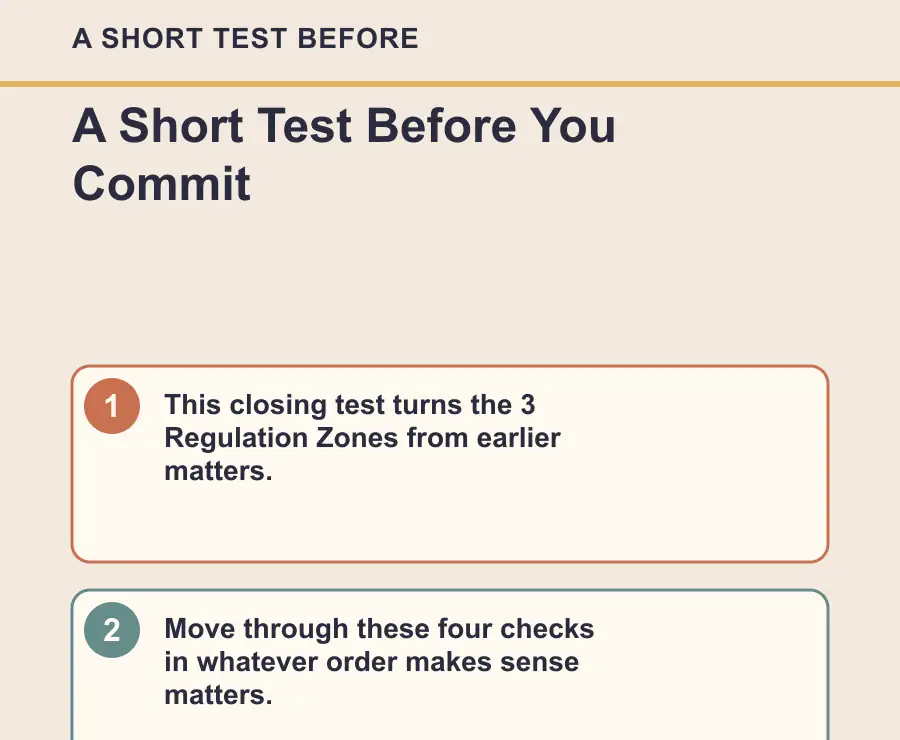 A SHORT TEST BEFORE
A Short Test Before You
Commit
1
This closing test turns the 3
Regulation Zones from earlier
matters.
2
Move through these four checks
in whatever order makes sense
matters.